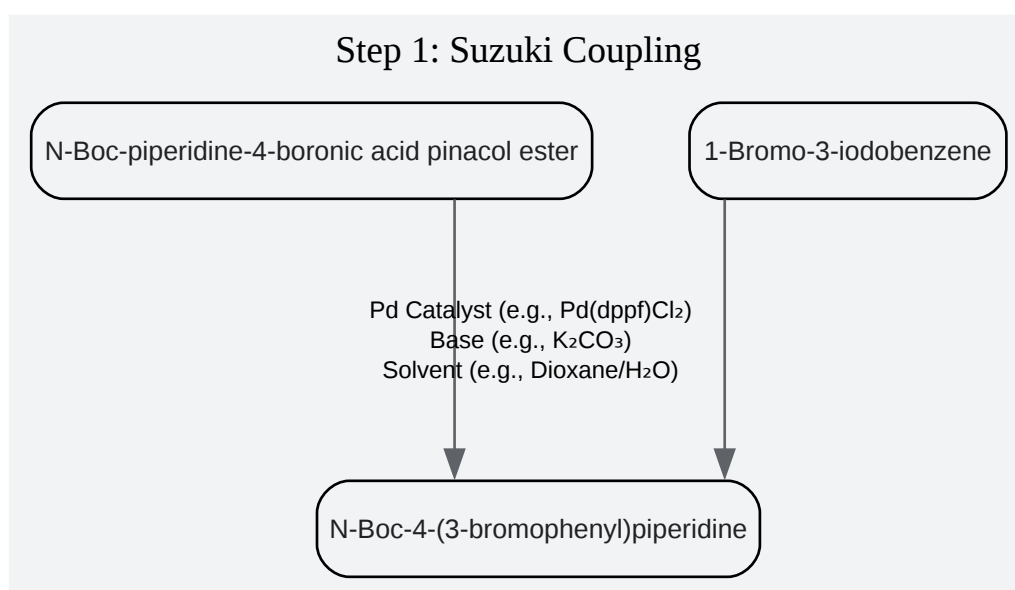 Step 1: Suzuki Coupling
N-Boc-piperidine-4-boronic acid pinacol ester
1-Bromo-3-iodobenzene
Pd Catalyst (e.g., Pd(dppf)Cl₂)
Base (e.g., K₂CO₃)
Solvent (e.g., Dioxane/H₂O)
N-Boc-4-(3-bromophenyl)piperidine